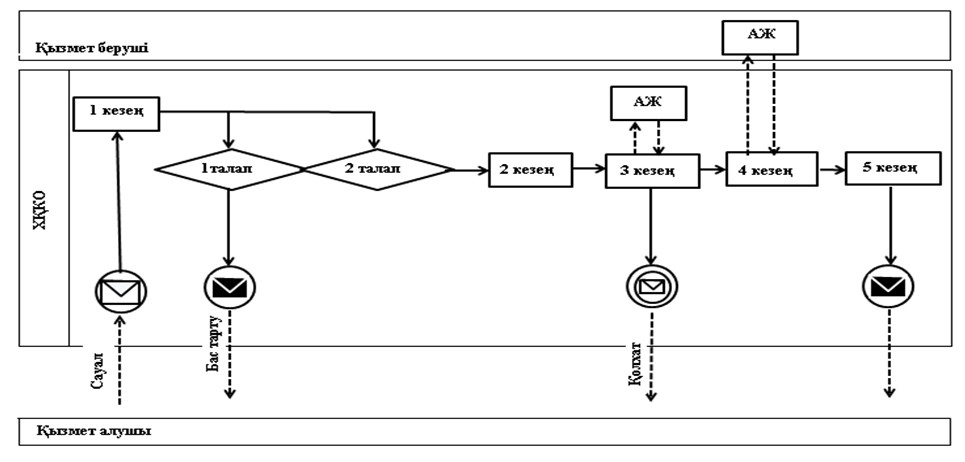 Қызмет беруші
АЖ
ХҚКО
1 кезең
АЖ
1талап
2 талап
2 кезең
3 кезең
4 кезең
5 кезең
Сауал
Бас тарту
Қолхат
Қызмет алушы